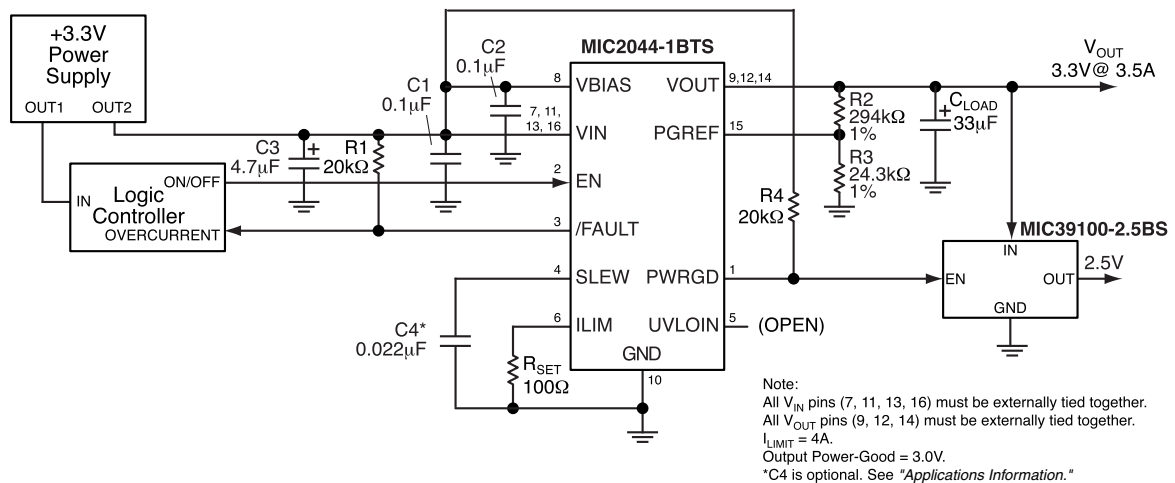 +3.3V
Power
Supply
OUT1
OUT2
C2
0.1µF
C1
0.1µF
C3
4.7µF
+
R1
20kΩ
MIC2044-1BTS
8
VBIAS
VOUT
9,12,14
7, 11,
13, 16
VIN
PGREF
15
2
EN
3
/FAULT
4
SLEW
PWRGD
1
6
ILIM
UVLOIN
5
(OPEN)
GND
10
Logic
Controller
IN
ON/OFF
OVERCURRENT
C4*
0.022µF
RSET
100Ω
R4
20kΩ
R2
294kΩ
1%
R3
24.3kΩ
1%
+
CLOAD
33µF
VOUT
3.3V@ 3.5A
MIC39100-2.5BS
IN
EN
OUT
GND
2.5V
Note:
All VIN pins (7, 11, 13, 16) must be externally tied together.
All VOUT pins (9, 12, 14) must be externally tied together.
ILIMIT = 4A.
Output Power-Good = 3.0V.
*C4 is optional. See "Applications Information."